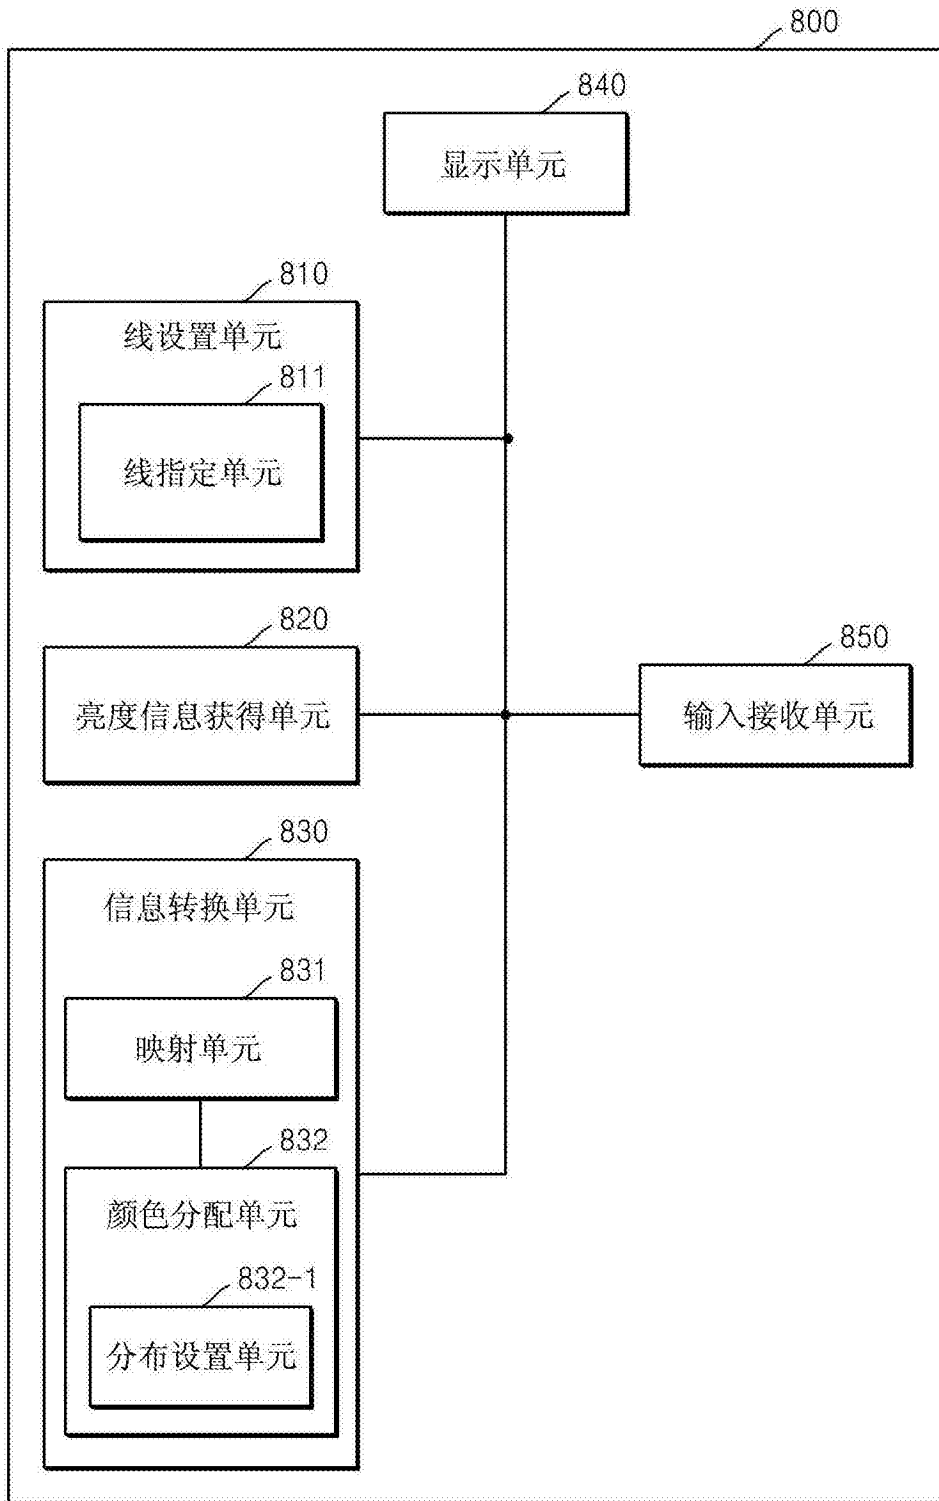 800
840
显示单元
810
线设置单元
811
线指定单元
820
亮度信息获得单元
850
输入接收单元
830
信息转换单元
831
映射单元
832
颜色分配单元
832-1
分布设置单元